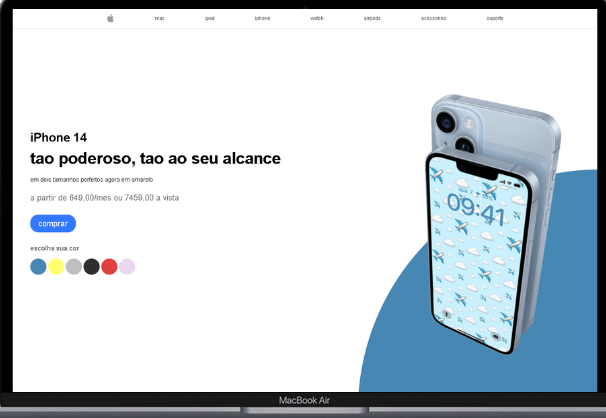 mac ipad iphone watch airpods acessorios suporte
iPhone 14
tao poderoso, tao ao seu alcance
em dois tamanhos perfeitos agora em amarelo
a partir de 649,00/mes ou 7459,00 a vista
comprar
escolha sua cor
09:41
MacBook Air